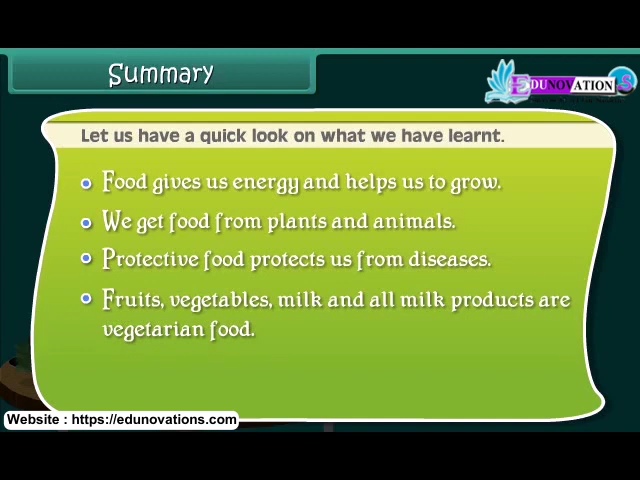 Summary
EDUNOVATIONS
Let us have a quick look on what we have learnt.
Food gives us energy and helps us to grow.
We get food from plants and animals.
Protective food protects us from diseases.
Fruits, vegetables, milk and all milk products are
vegetarian food.
Website : https://edunovations.com